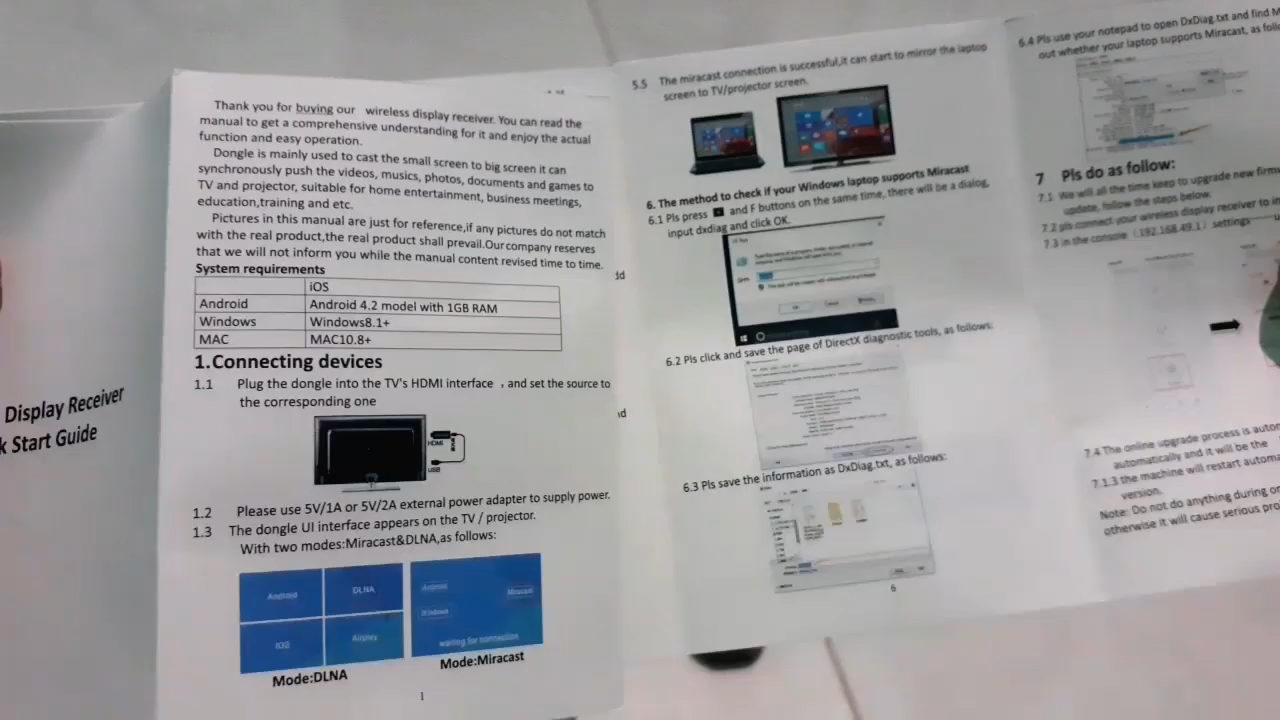 Display Receiver
k Start Guide
Thank you for buying our wireless display receiver. You can read the
manual to get a comprehensive understanding for it and enjoy the actual
function and easy operation.
Dongle is mainly used to cast the small screen to big screen it can
synchronously push the videos, musics, photos, documents and games to
TV and projector, suitable for home entertainment, business meetings,
education,training and etc.
Pictures in this manual are just for reference,if any pictures do not match
with the real product,the real product shall prevail.Our company reserves
that we will not inform you while the manual content revised time to time.
System requirements
iOS
Android Android 4.2 model with 1GB RAM
Windows Windows8.1+
MAC MAC10.8+
1.Connecting devices
1.1 Plug the dongle into the TV's HDMI interface , and set the source to
the corresponding one
HDMI
USB
1.2 Please use 5V/1A or 5V/2A external power adapter to supply power.
1.3 The dongle UI interface appears on the TV / projector.
With two modes:Miracast&DLNA,as follows:
Android DLNA
IOS Airplay
Android Miracast
Windows
waiting for connection
Mode:DLNA Mode:Miracast
1
5.5 The miracast connection is successful,it can start to mirror the laptop
screen to TV/projector screen.
6. The method to check if your Windows laptop supports Miracast
6.1 Pls press and F buttons on the same time, there will be a dialog,
input dxdiag and click OK.
6.2 Pls click and save the page of DirectX diagnostic tools, as follows:
6.3 Pls save the information as DxDiag.txt, as follows:
6
6.4 Pls use your notepad to open DxDiag.txt and find M
out whether your laptop supports Miracast, as foll
7 Pls do as follow:
7.1 We will all the time keep to upgrade new firmw
update, follow the steps below.
7.2 pls connect your wireless display receiver to in
7.3 in the console (192.168.49.1) settings
7.4 The online upgrade process is autom
automatically and it will be the
7.1.3 the machine will restart automa
version.
Note: Do not do anything during on
otherwise it will cause serious pro